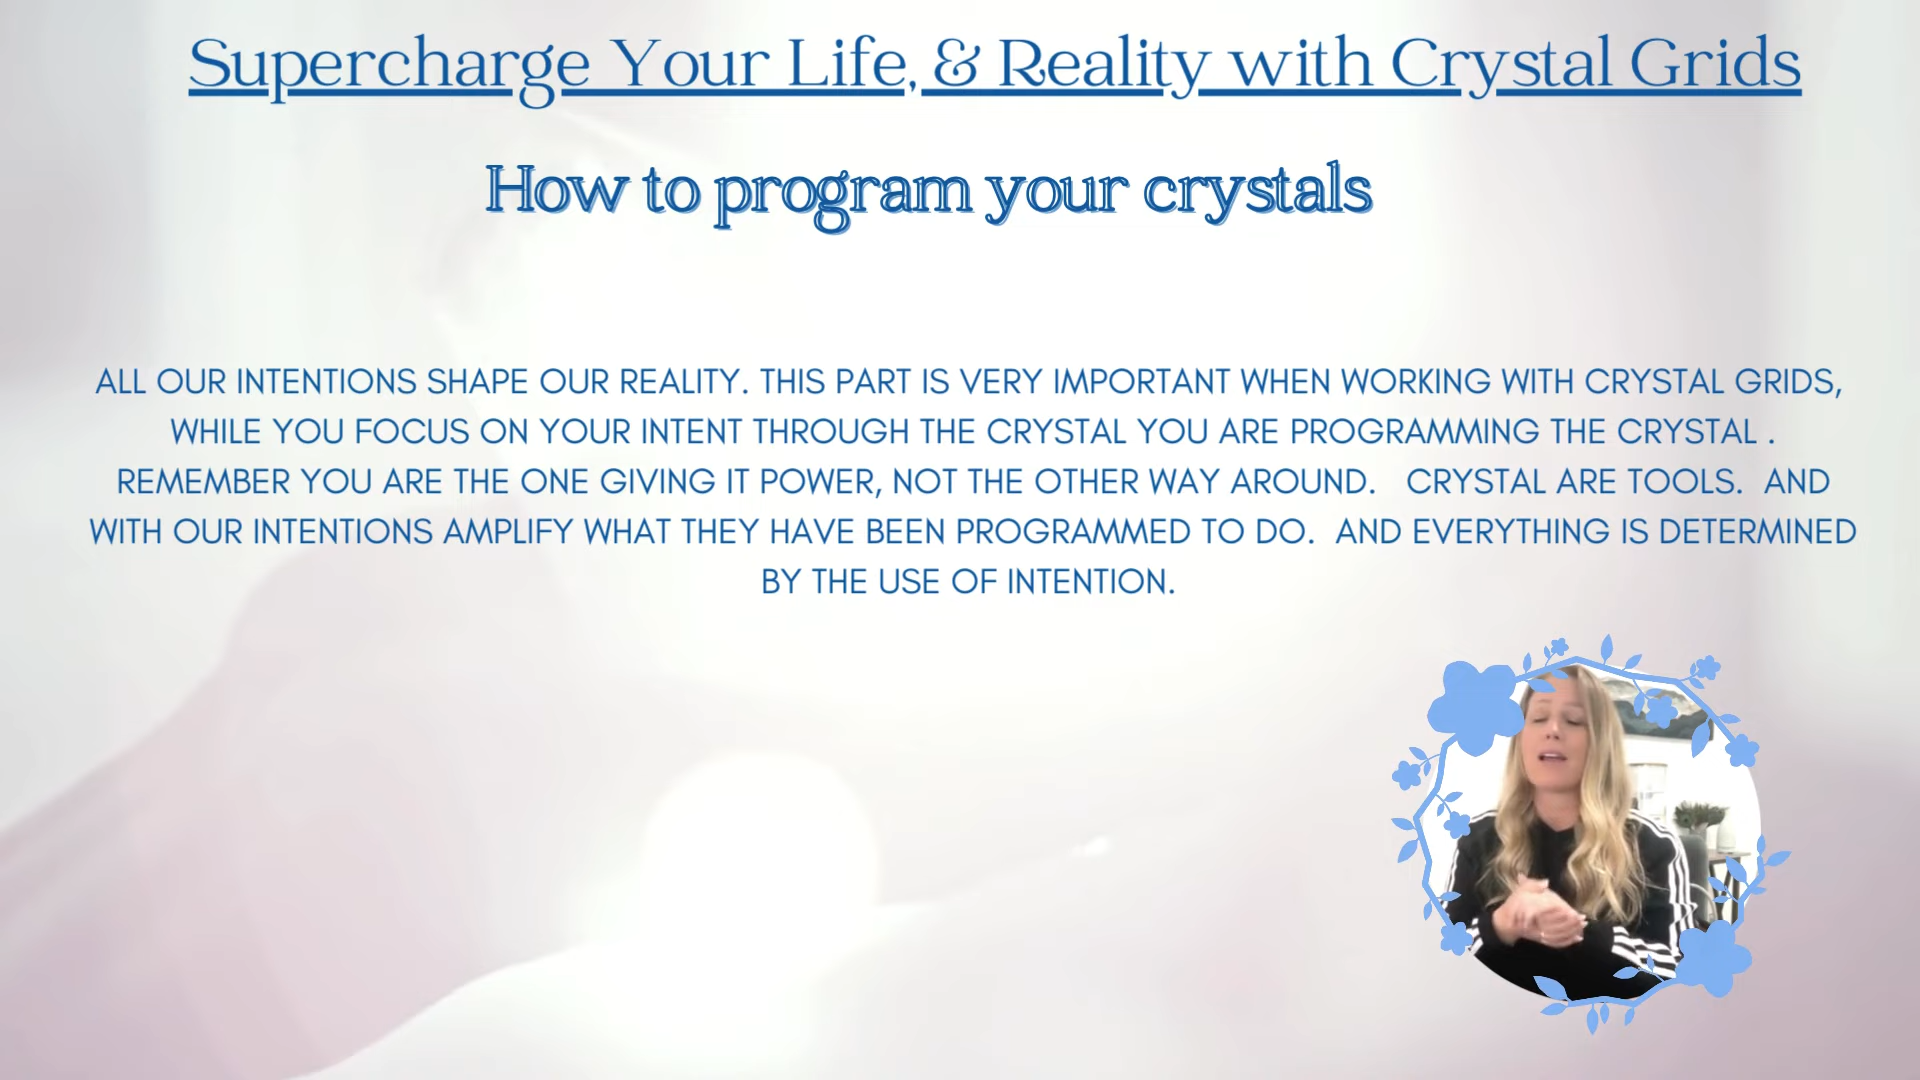 Supercharge Your Life, & Reality with Crystal Grids
How to program your crystals
ALL OUR INTENTIONS SHAPE OUR REALITY. THIS PART IS VERY IMPORTANT WHEN WORKING WITH CRYSTAL GRIDS,
WHILE YOU FOCUS ON YOUR INTENT THROUGH THE CRYSTAL YOU ARE PROGRAMMING THE CRYSTAL .
REMEMBER YOU ARE THE ONE GIVING IT POWER, NOT THE OTHER WAY AROUND. CRYSTAL ARE TOOLS. AND
WITH OUR INTENTIONS AMPLIFY WHAT THEY HAVE BEEN PROGRAMMED TO DO. AND EVERYTHING IS DETERMINED
BY THE USE OF INTENTION.